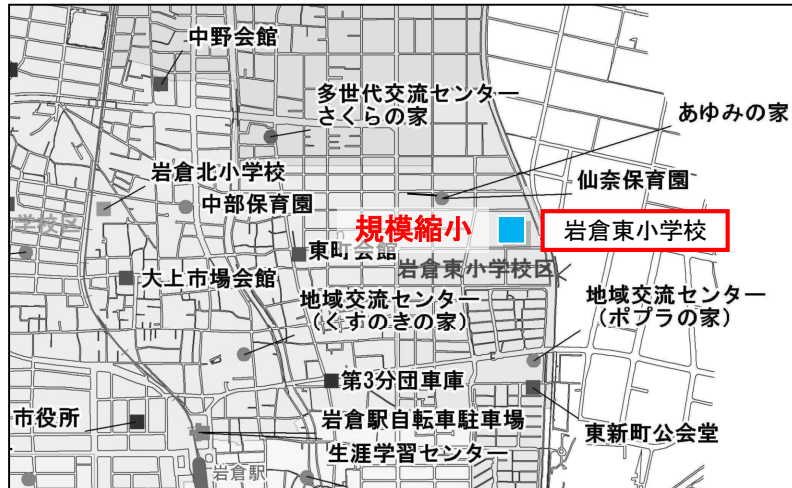 中野会館
多世代交流センター
さくらの家
あゆみの家
岩倉北小学校
仙奈保育園
中部保育園
学校区
規模縮小
岩倉東小学校
東町会館
岩倉東小学校区
大上市場会館
地域交流センター
（くすのきの家）
地域交流センター
（ポプラの家）
第3分団車庫
市役所
岩倉駅自転車駐車場
東新町公会堂
生涯学習センター
岩倉駅